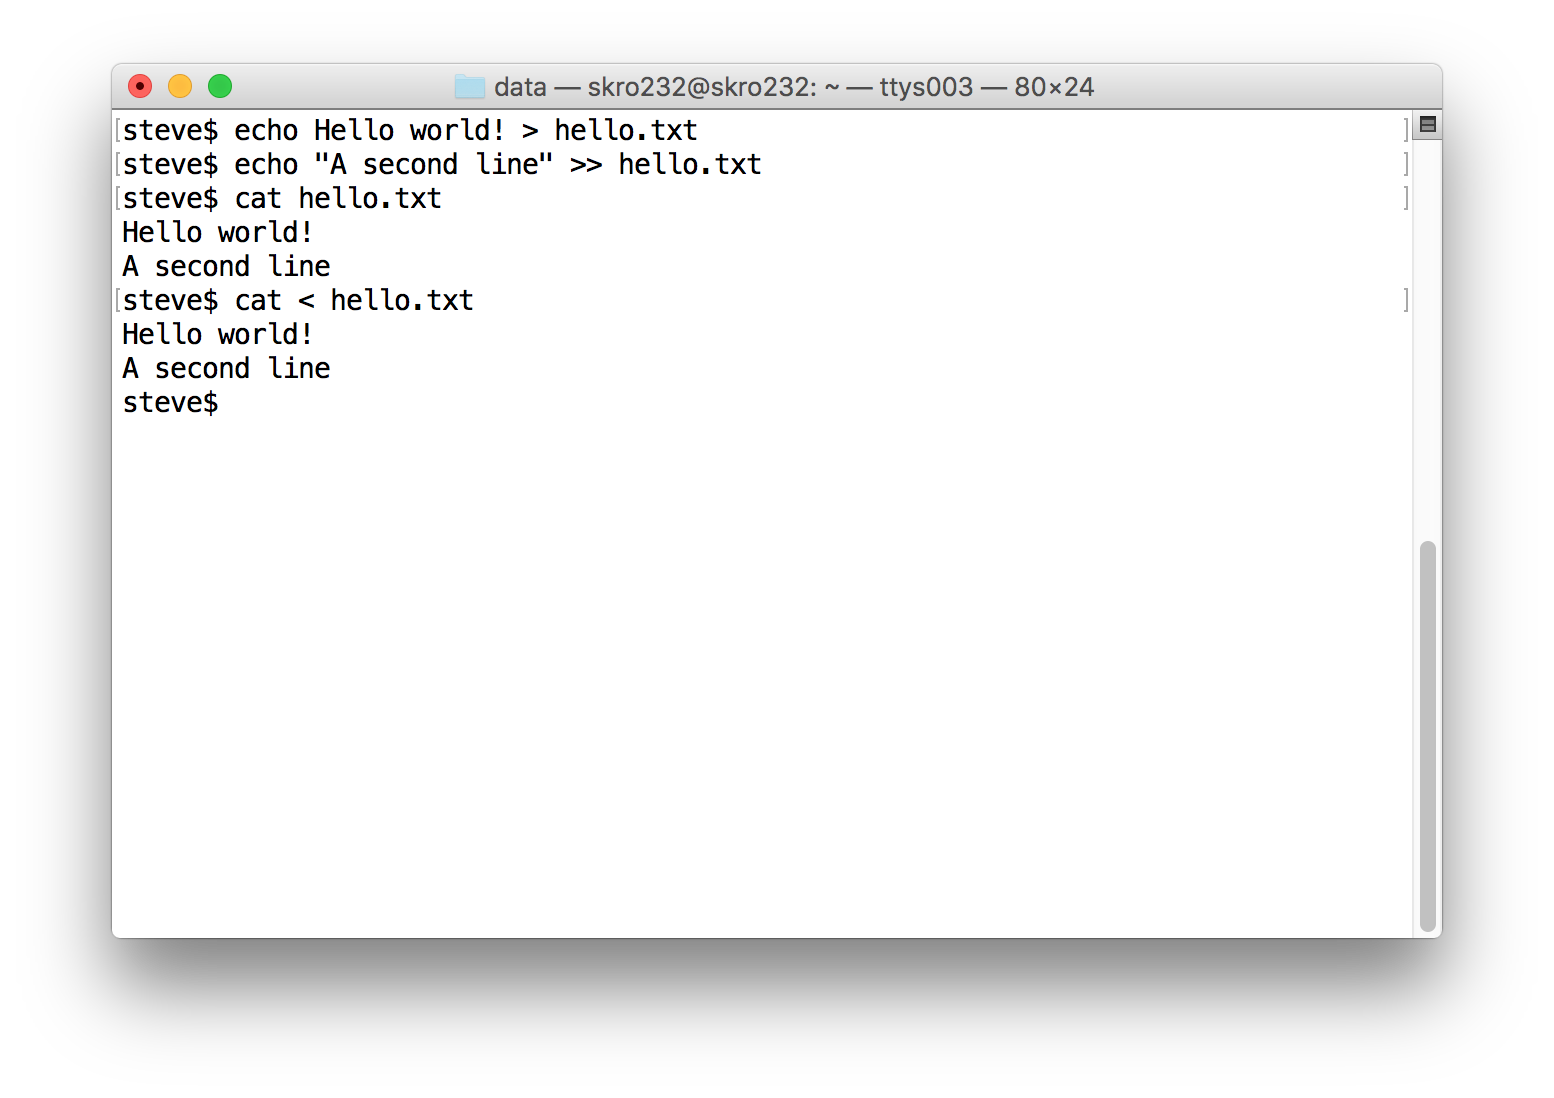 data — skro232@skro232: ~ — ttys003 — 80×24
steve$ echo Hello world! > hello.txt
steve$ echo "A second line" >> hello.txt
steve$ cat hello.txt
Hello world!
A second line
steve$ cat < hello.txt
Hello world!
A second line
steve$